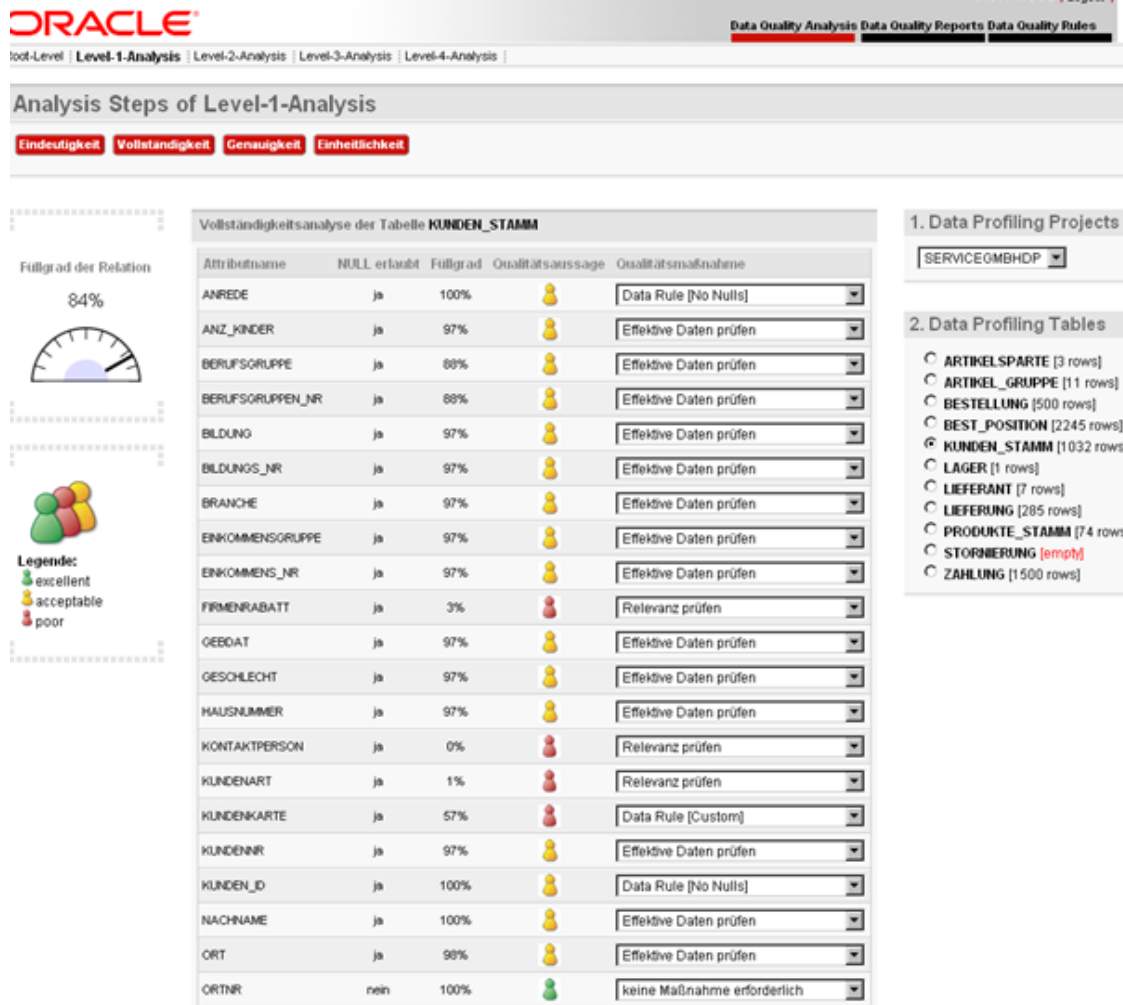 ORACLE
Data Quality Analysis Data Quality Reports Data Quality Rules
Level-1-Analysis Level-2-Analysis Level-3-Analysis Level-4-Analysis
Analysis Steps of Level-1-Analysis
Eindeutigkeit Vollständigkeit Genauigkeit Einheitlichkeit
Füllgrad der Relation
84%
Legende:
excellent
acceptable
poor
Vollständigkeitsanalyse der Tabelle KUNDEN_STAMM
Attributname NULL erlaubt Füllgrad Qualitätsaussage Qualitätsmaßnahme
ANREDE ja 100% Data Rule [No Nulls]
ANZ_KINDER ja 97% Effektive Daten prüfen
BERUFSGRUPPE ja 88% Effektive Daten prüfen
BERUFSGRUPPEN_NR ja 88% Effektive Daten prüfen
BILDUNG ja 97% Effektive Daten prüfen
BILDUNGS_NR ja 97% Effektive Daten prüfen
BRANCHE ja 97% Effektive Daten prüfen
EINKOMMENSGRUPPE ja 97% Effektive Daten prüfen
EINKOMMENS_NR ja 97% Effektive Daten prüfen
FIRMENRABATT ja 3% Relevanz prüfen
GEBDAT ja 97% Effektive Daten prüfen
GESCHLECHT ja 97% Effektive Daten prüfen
HAUSNUMMER ja 97% Effektive Daten prüfen
KONTAKTPERSON ja 0% Relevanz prüfen
KUNDENART ja 1% Relevanz prüfen
KUNDENKARTE ja 57% Data Rule [Custom]
KUNDENNR ja 97% Effektive Daten prüfen
KUNDEN_ID ja 100% Data Rule [No Nulls]
NACHNAME ja 100% Effektive Daten prüfen
ORT ja 98% Effektive Daten prüfen
ORTNR nein 100% keine Maßnahme erforderlich
1. Data Profiling Projects
SERVICEGMBHDP
2. Data Profiling Tables
ARTIKELSPARTE [3 rows]
ARTIKEL_GRUPPE [11 rows]
BESTELLUNG [500 rows]
BEST_POSITION [2245 rows]
KUNDEN_STAMM [1032 rows
LAGER [1 rows]
LIEFERANT [7 rows]
LIEFERUNG [285 rows]
PRODUKTE_STAMM [74 rows
STORNIERUNG [empty]
ZAHLUNG [1500 rows]